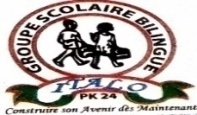 GROUPE SCOLAIRE BILINGUE
ITALO
PK 24
Construire son Avenir dès Maintenant